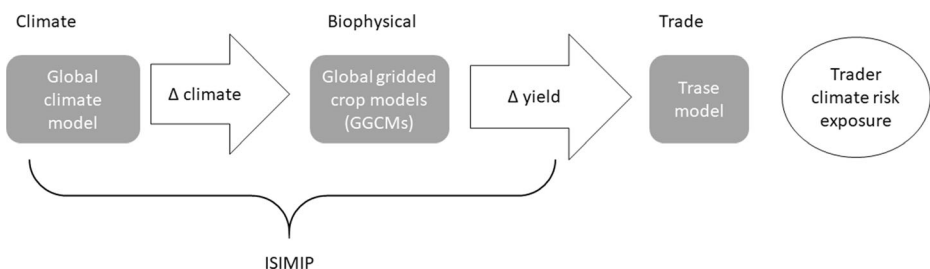 Climate
Biophysical
Trade
Global
climate
model
Δ climate
Global gridded
crop models
(GGCMs)
Δ yield
Trase
model
Trader
climate risk
exposure
ISIMIP